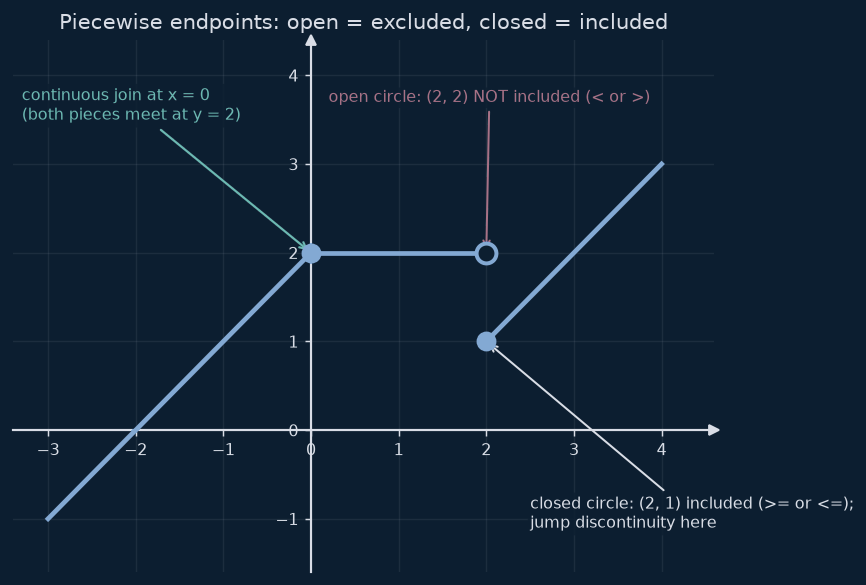 Piecewise endpoints: open = excluded, closed = included
continuous join at x = 0
(both pieces meet at y = 2)
open circle: (2, 2) NOT included (< or >)
4
3
2
1
0
−1
−3
−2
−1
0
1
2
3
4
closed circle: (2, 1) included (>= or <=);
jump discontinuity here